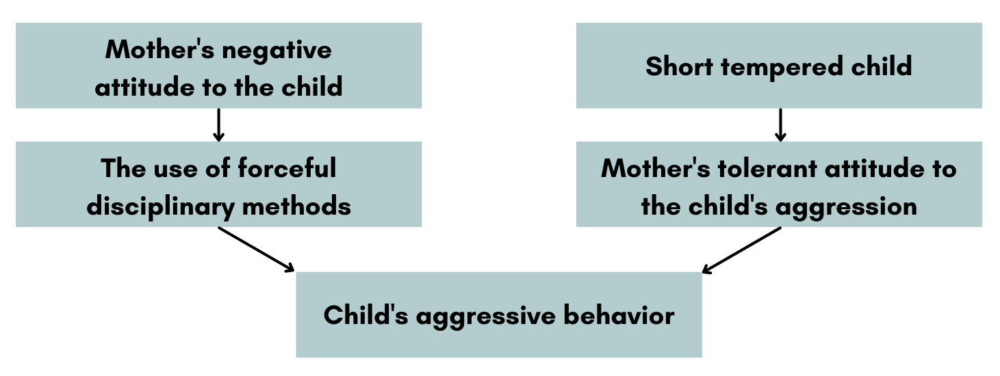 Mother's negative
attitude to the child
Short tempered child
The use of forceful
disciplinary methods
Mother's tolerant attitude to
the child's aggression
Child's aggressive behavior